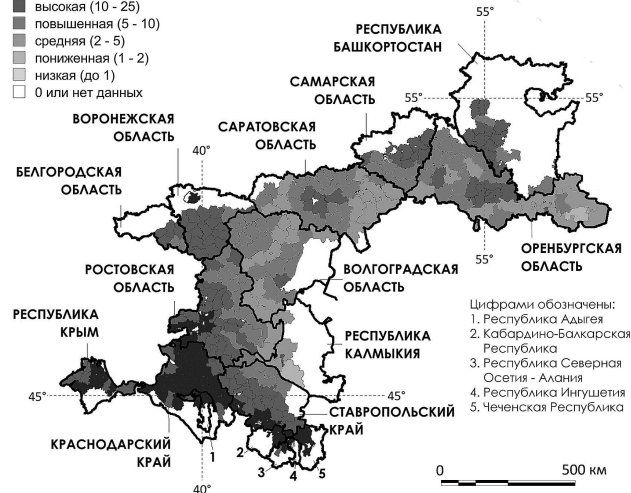 высокая (10 - 25)
повышенная (5 - 10)
средняя (2 - 5)
пониженная (1 - 2)
низкая (до 1)
0 или нет данных
55°
РЕСПУБЛИКА
БАШКОРТОСТАН
САМАРСКАЯ
ОБЛАСТЬ
55°
55°
ВОРОНЕЖСКАЯ
ОБЛАСТЬ
САРАТОВСКАЯ
ОБЛАСТЬ
40°
БЕЛГОРОДСКАЯ
ОБЛАСТЬ
55°
ОРЕНБУРГСКАЯ
ОБЛАСТЬ
РОСТОВСКАЯ
ОБЛАСТЬ
ВОЛГОГРАДСКАЯ
ОБЛАСТЬ
РЕСПУБЛИКА
КРЫМ
РЕСПУБЛИКА
КАЛМЫКИЯ
Цифрами обозначены:
1. Республика Адыгея
2. Кабардино-Балкарская
Республика
3. Республика Северная
Осетия - Алания
4. Республика Ингушетия
5. Чеченская Республика
45°
45°
СТАВРОПОЛЬСКИЙ
КРАЙ
КРАСНОДАРСКИЙ
КРАЙ
1
2
3
4
5
40°
0
500 км